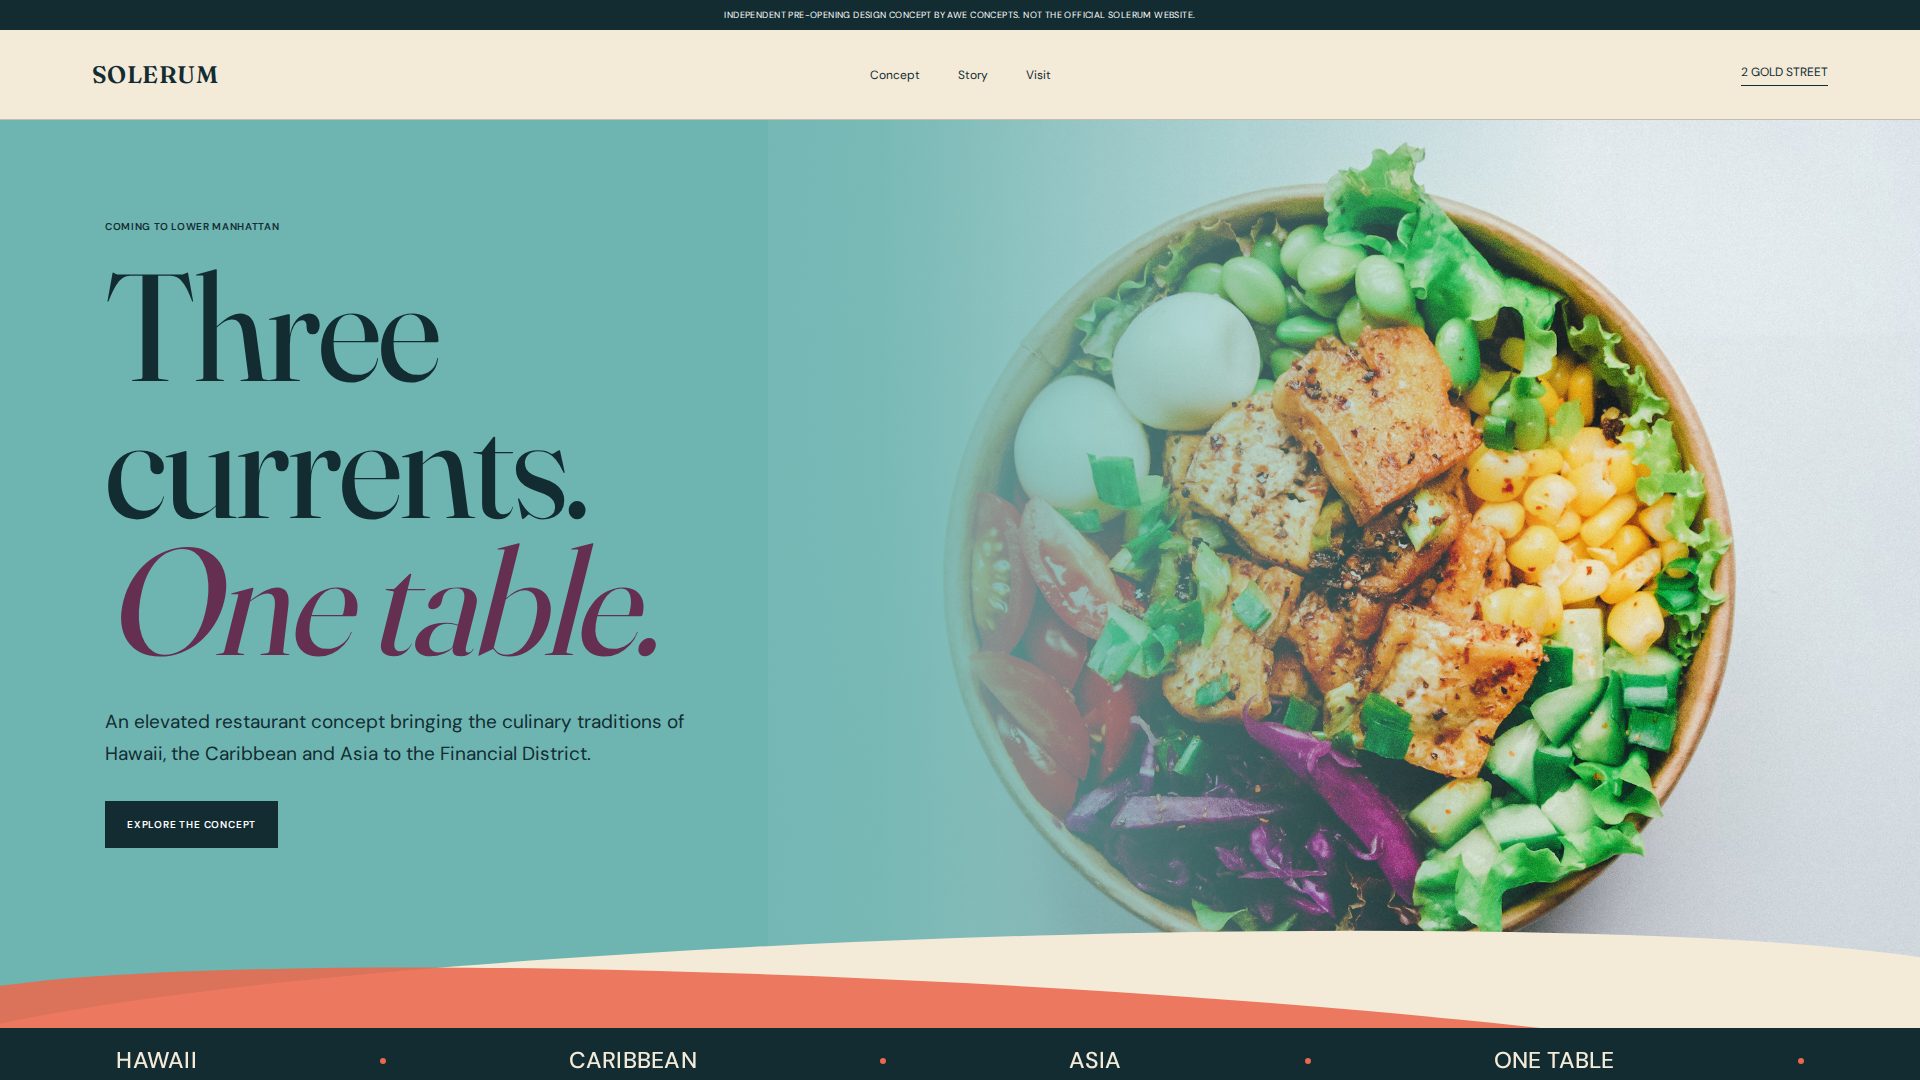 INDEPENDENT PRE-OPENING DESIGN CONCEPT BY AWE CONCEPTS. NOT THE OFFICIAL SOLERUM WEBSITE.
SOLERUM
Concept
Story
Visit
2 GOLD STREET
COMING TO LOWER MANHATTAN
Three
currents.
One table.
An elevated restaurant concept bringing the culinary traditions of
Hawaii, the Caribbean and Asia to the Financial District.
EXPLORE THE CONCEPT
HAWAII
CARIBBEAN
ASIA
ONE TABLE